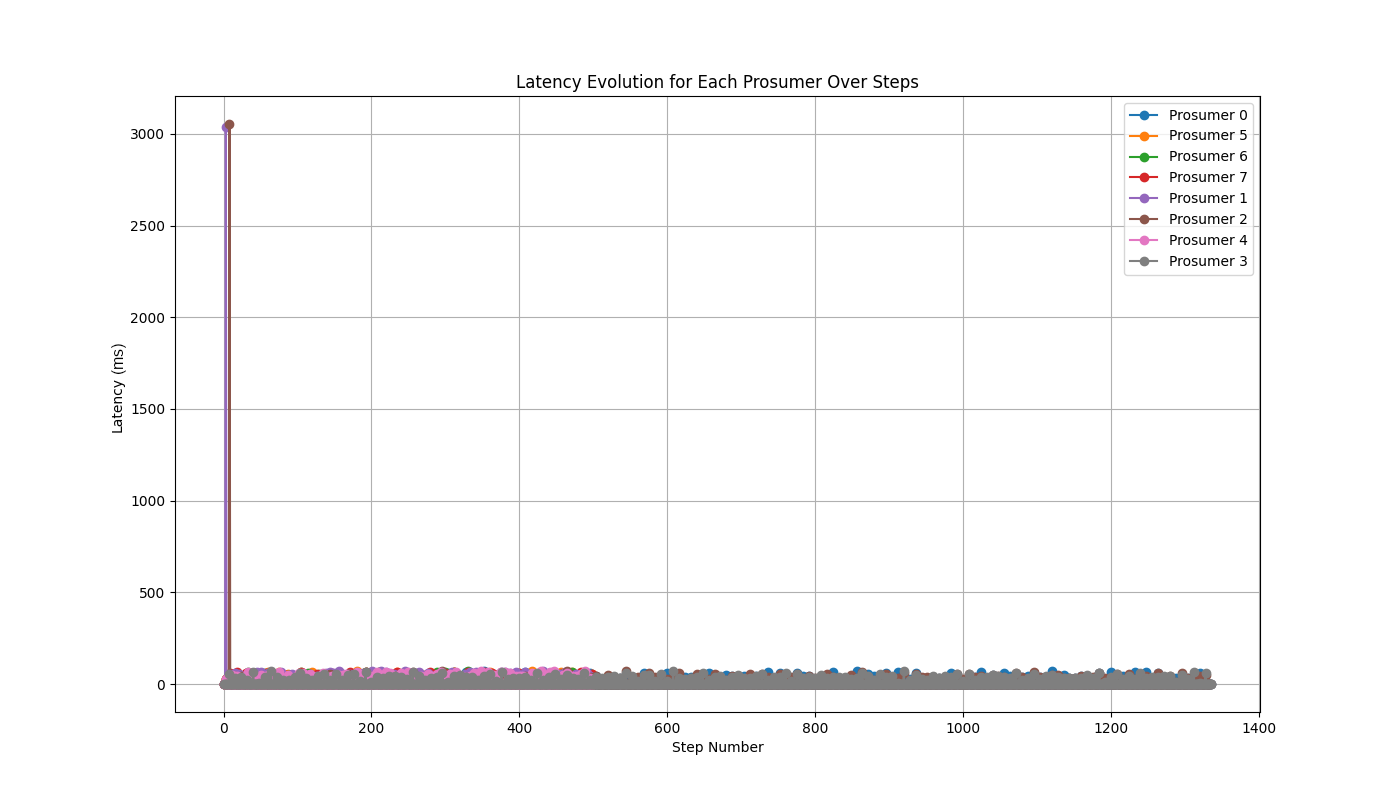 Latency Evolution for Each Prosumer Over Steps
Latency (ms)
3000
2500
2000
1500
1000
500
0
Prosumer 0
Prosumer 5
Prosumer 6
Prosumer 7
Prosumer 1
Prosumer 2
Prosumer 4
Prosumer 3
0 200 400 600 800 1000 1200 1400
Step Number